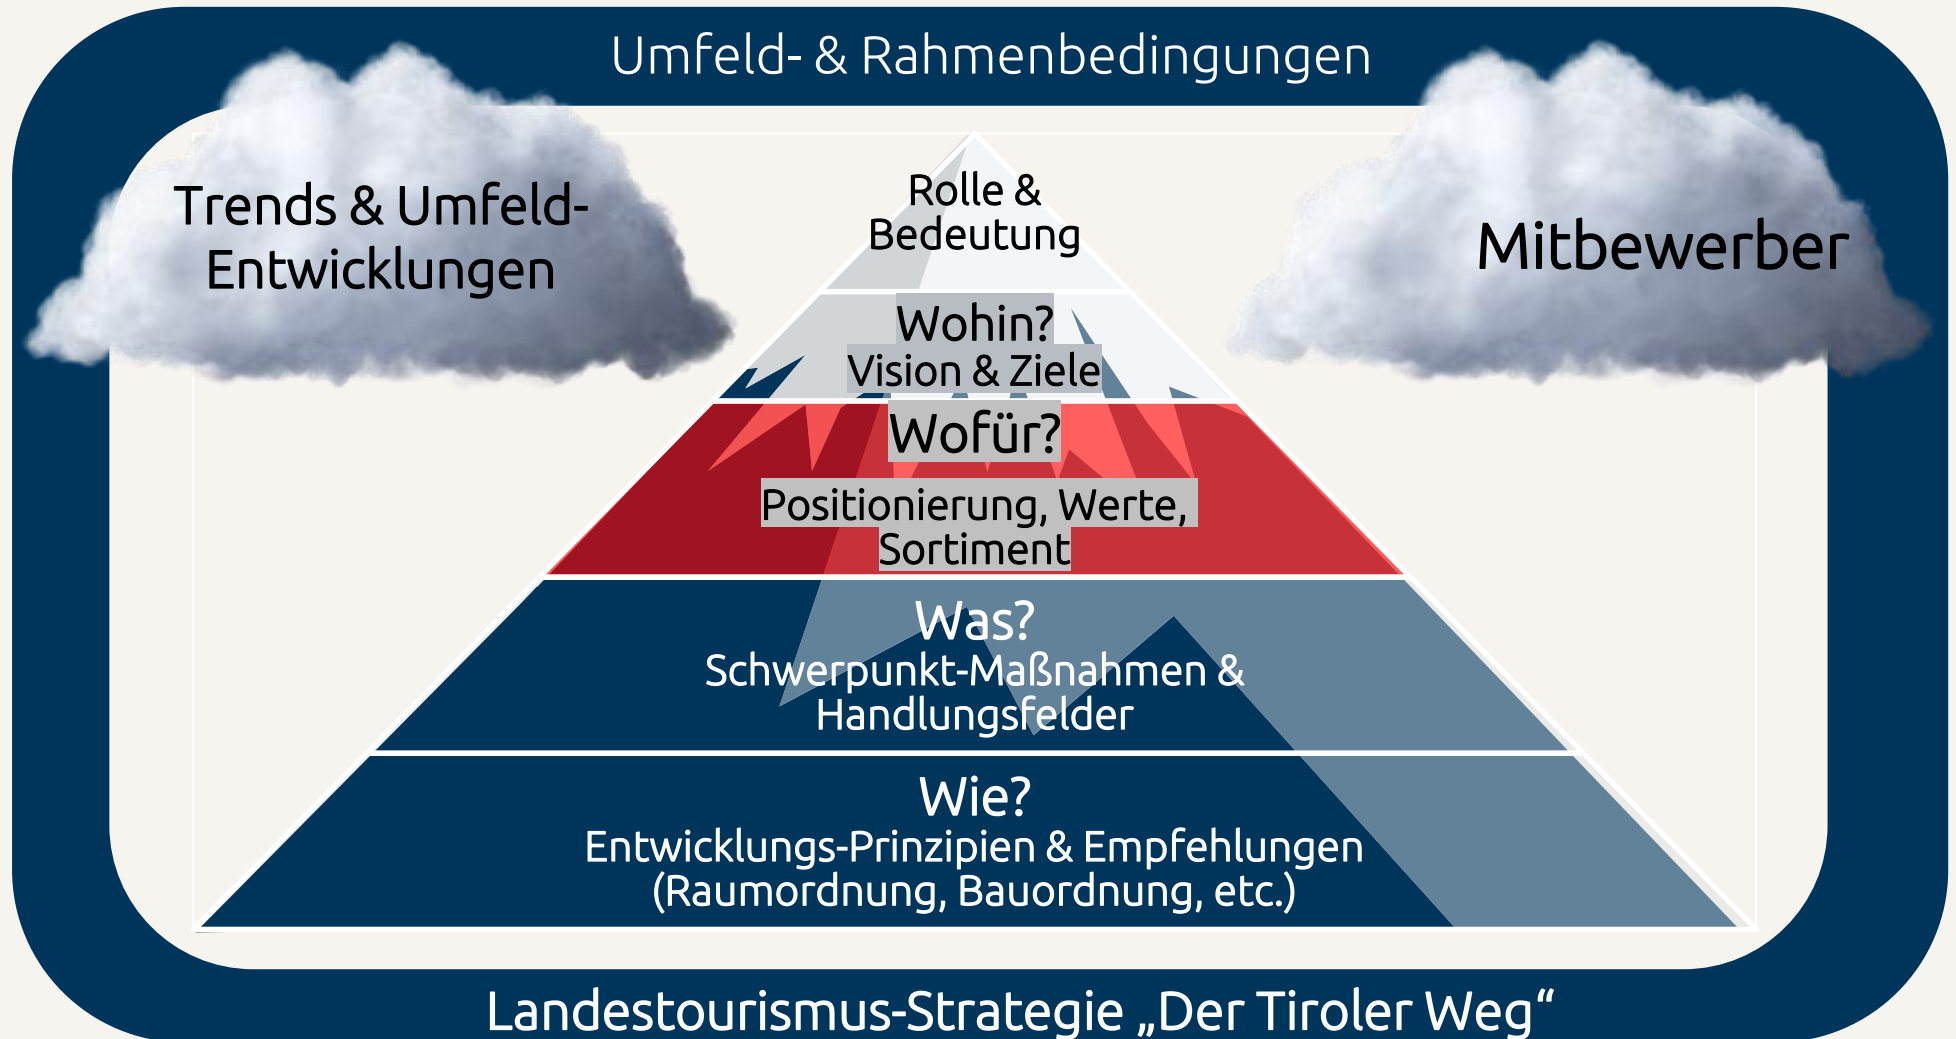 Umfeld- & Rahmenbedingungen
Trends & Umfeld-
Entwicklungen
Mitbewerber
Rolle &
Bedeutung
Wohin?
Vision & Ziele
Wofür?
Positionierung, Werte,
Sortiment
Was?
Schwerpunkt-Maßnahmen &
Handlungsfelder
Wie?
Entwicklungs-Prinzipien & Empfehlungen
(Raumordnung, Bauordnung, etc.)
Landestourismus-Strategie „Der Tiroler Weg“